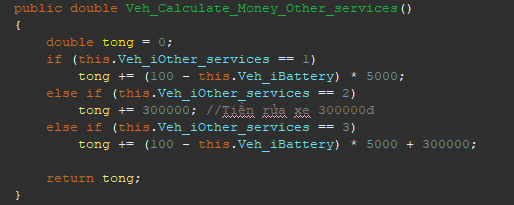 public double Veh_Calculate_Money_Other_services()
{
double tong = 0;
if (this.Veh_iOther_services == 1)
tong += (100 - this.Veh_iBattery) * 5000;
else if (this.Veh_iOther_services == 2)
tong += 300000; //Tiền rửa xe 300000đ
else if (this.Veh_iOther_services == 3)
tong += (100 - this.Veh_iBattery) * 5000 + 300000;
return tong;
}